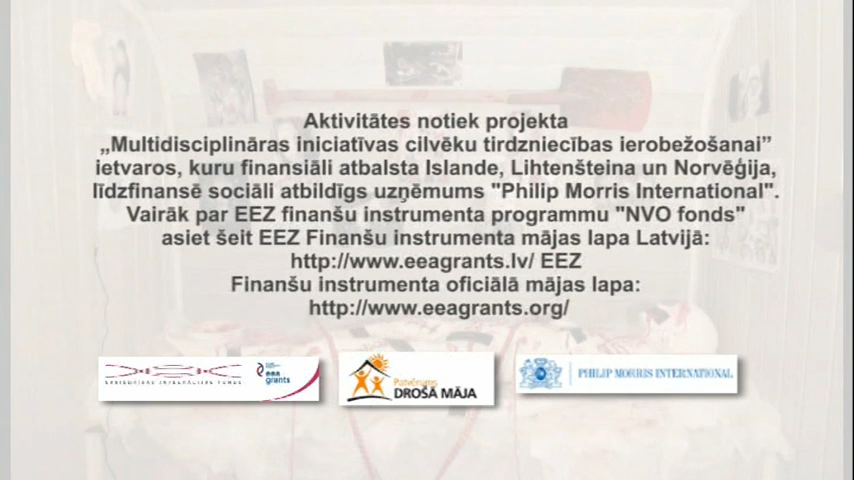 Aktivitātes notiek projekta
„Multidisciplināras iniciatīvas cilvēku tirdzniecības ierobežošanai”
ietvaros, kuru finansiāli atbalsta Islande, Lihtenšteina un Norvēģija,
līdzfinansē sociāli atbildīgs uzņēmums "Philip Morris International".
Vairāk par EEZ finanšu instrumenta programmu "NVO fonds"
asiet šeit EEZ Finanšu instrumenta mājas lapa Latvijā:
http://www.eeagrants.lv/ EEZ
Finanšu instrumenta oficiālā mājas lapa:
http://www.eeagrants.org/
SABIEDRĪBAS INTEGRĀCIJAS FONDS
eea
grants
Patvērums
DROŠĀ MĀJA
PHILIP MORRIS INTERNATIONAL